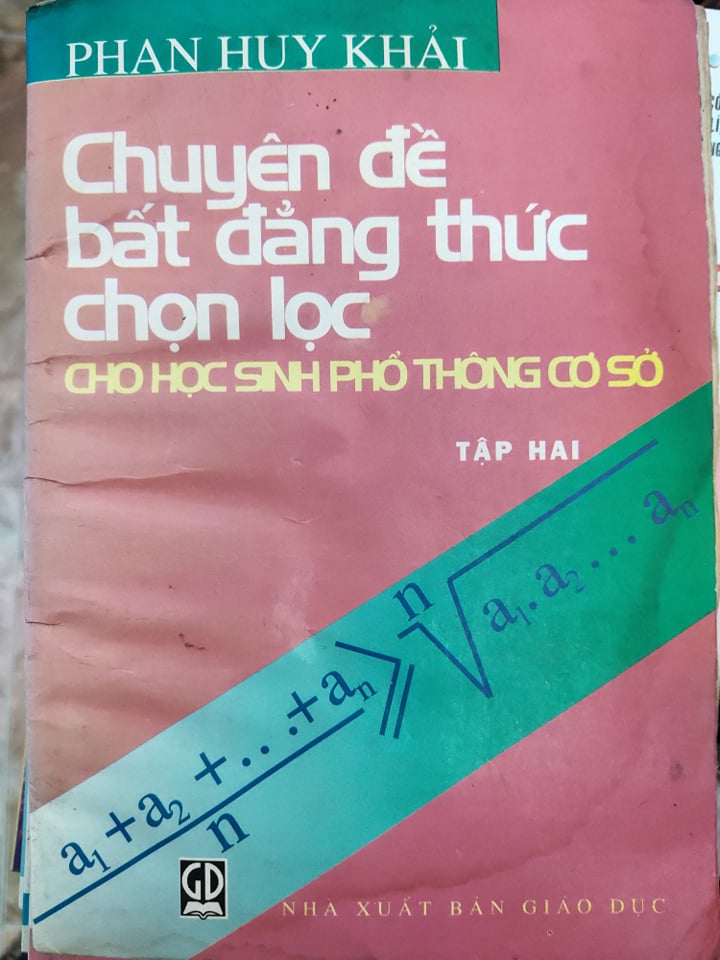 PHAN HUY KHẢI
Chuyên đề
bất đẳng thức
chọn lọc
CHO HỌC SINH PHỔ THÔNG CƠ SỞ
TẬP HAI
a₁ + a₂ + ... + aₙ / n ⩾ ⁿ√a₁.a₂...aₙ
GD
NHÀ XUẤT BẢN GIÁO DỤC